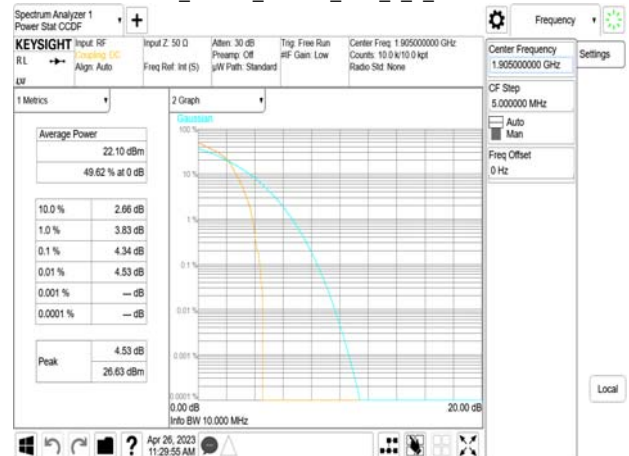 Spectrum Analyzer 1
Power Stat CCDF
Frequency
KEYSIGHT
RL
Input: RF
Coupling: DC
Align: Auto
Input Z: 50 Ω
Freq Ref: Int (S)
Atten: 30 dB
Preamp: Off
µW Path: Standard
Trig: Free Run
#IF Gain: Low
Center Freq: 1.905000000 GHz
Counts: 10.0 k/10.0 kpt
Radio Std: None
Center Frequency
1.905000000 GHz
Settings
CF Step
5.000000 MHz
Auto
Man
Freq Offset
0 Hz
1 Metrics
2 Graph
Average Power
22.10 dBm
49.62 % at 0 dB
10.0 % 2.66 dB
1.0 % 3.83 dB
0.1 % 4.34 dB
0.01 % 4.53 dB
0.001 % --- dB
0.0001 % --- dB
Peak
4.53 dB
26.63 dBm
Gaussian
100 %
10 %
1 %
0.1 %
0.01 %
0.001 %
0.0001 %
0.00 dB 20.00 dB
Info BW 10.000 MHz
Local
Apr 26, 2023
11:29:55 AM